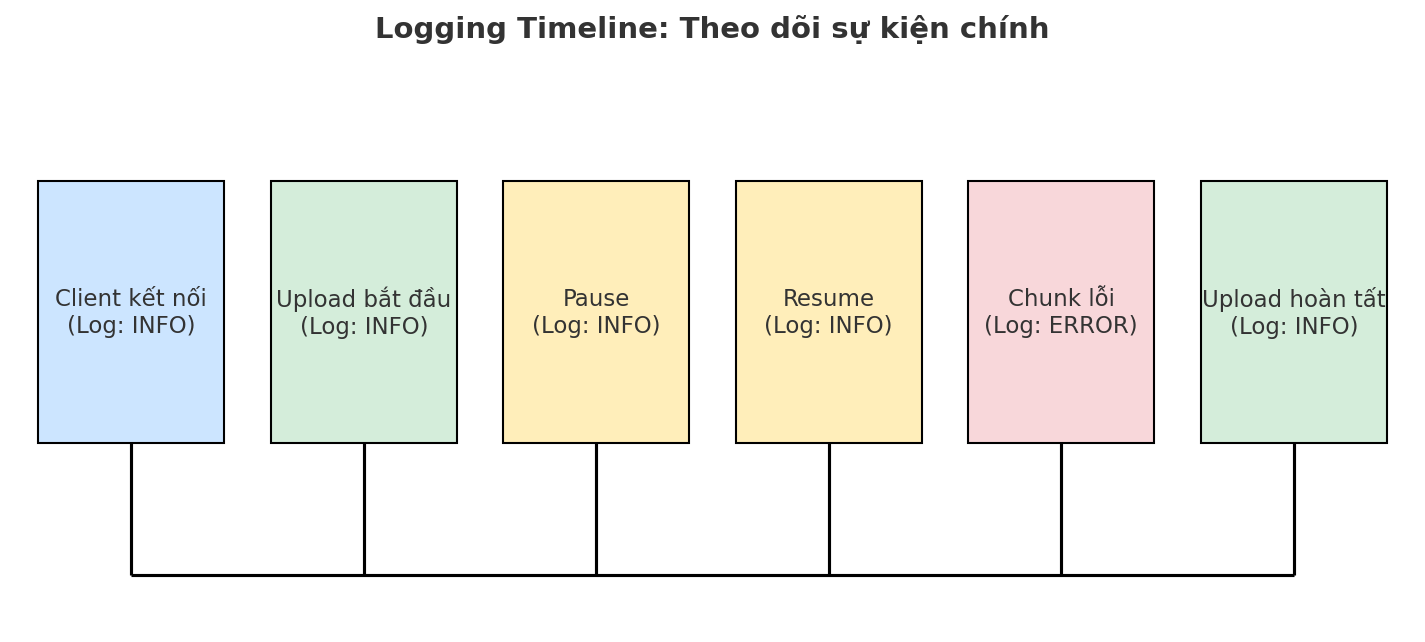 Logging Timeline: Theo dõi sự kiện chính
Client kết nối
(Log: INFO)
Upload bắt đầu
(Log: INFO)
Pause
(Log: INFO)
Resume
(Log: INFO)
Chunk lỗi
(Log: ERROR)
Upload hoàn tất
(Log: INFO)